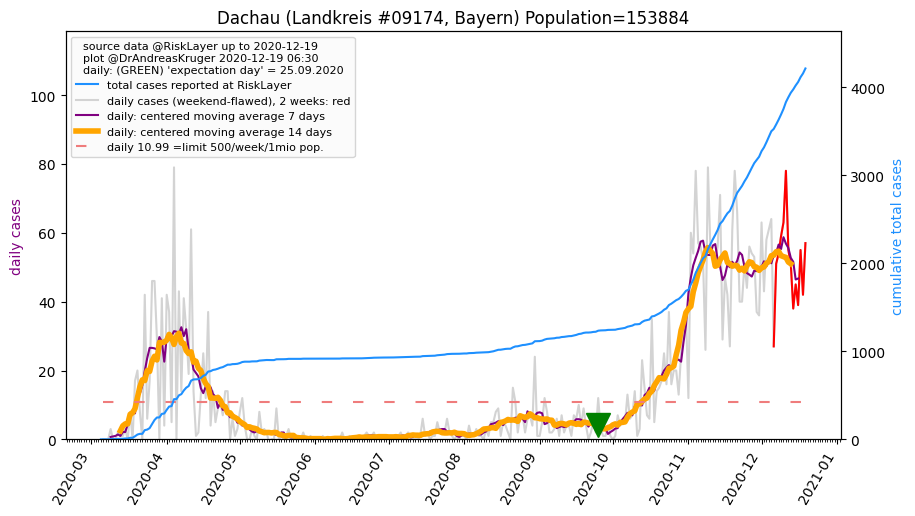 Dachau (Landkreis #09174, Bayern) Population=153884
source data @RiskLayer up to 2020-12-19
plot @DrAndreasKruger 2020-12-19 06:30
daily: (GREEN) 'expectation day' = 25.09.2020
total cases reported at RiskLayer
daily cases (weekend-flawed), 2 weeks: red
daily: centered moving average 7 days
daily: centered moving average 14 days
daily 10.99 =limit 500/week/1mio pop.
daily cases
100
80
60
40
20
0
cumulative total cases
4000
3000
2000
1000
0
2020-03
2020-04
2020-05
2020-06
2020-07
2020-08
2020-09
2020-10
2020-11
2020-12
2021-01